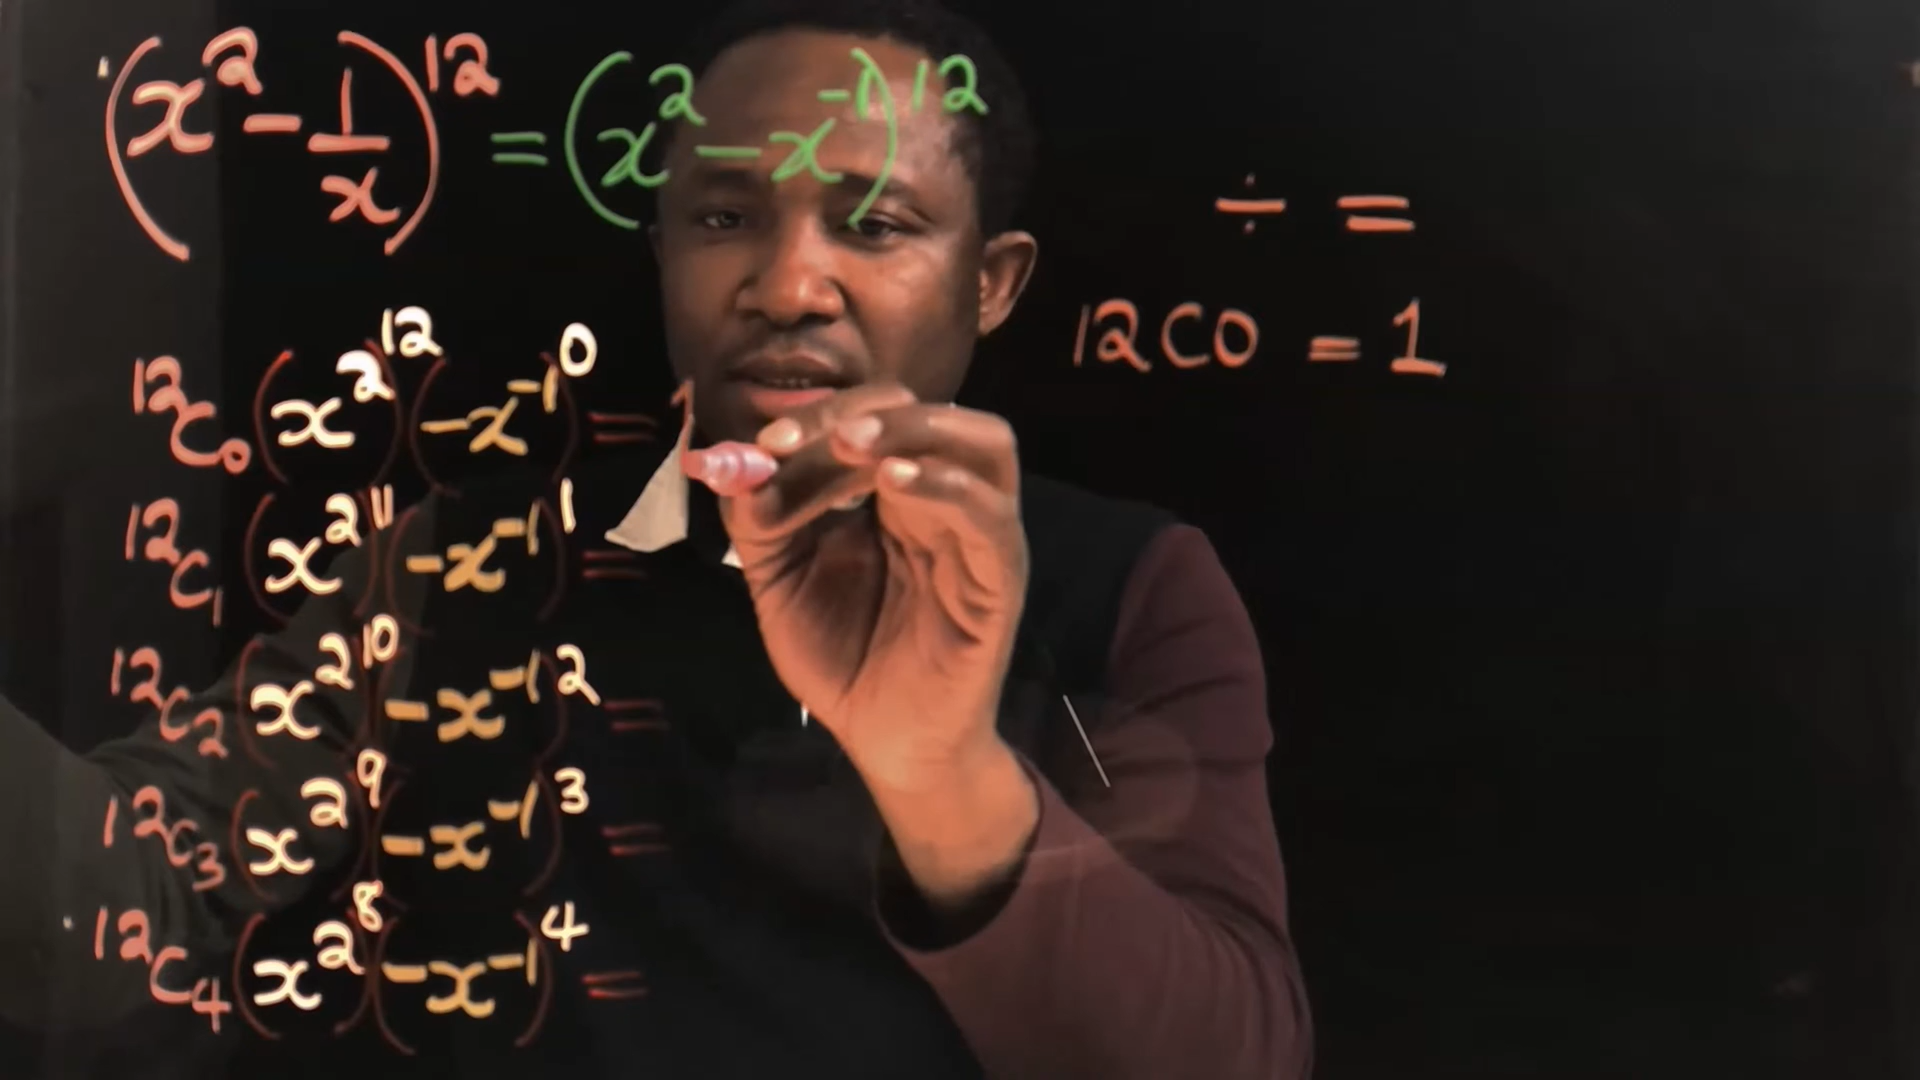 (x² - 1/x)¹² = (x² - x⁻¹)¹²
÷ =
12C0 = 1
¹²C₀(x²)¹²(-x⁻¹)⁰ = 1
¹²C₁(x²)¹¹(-x⁻¹)¹ =
¹²C₂(x²)¹⁰(-x⁻¹)² =
¹²C₃(x²)⁹(-x⁻¹)³ =
¹²C₄(x²)⁸(-x⁻¹)⁴ =